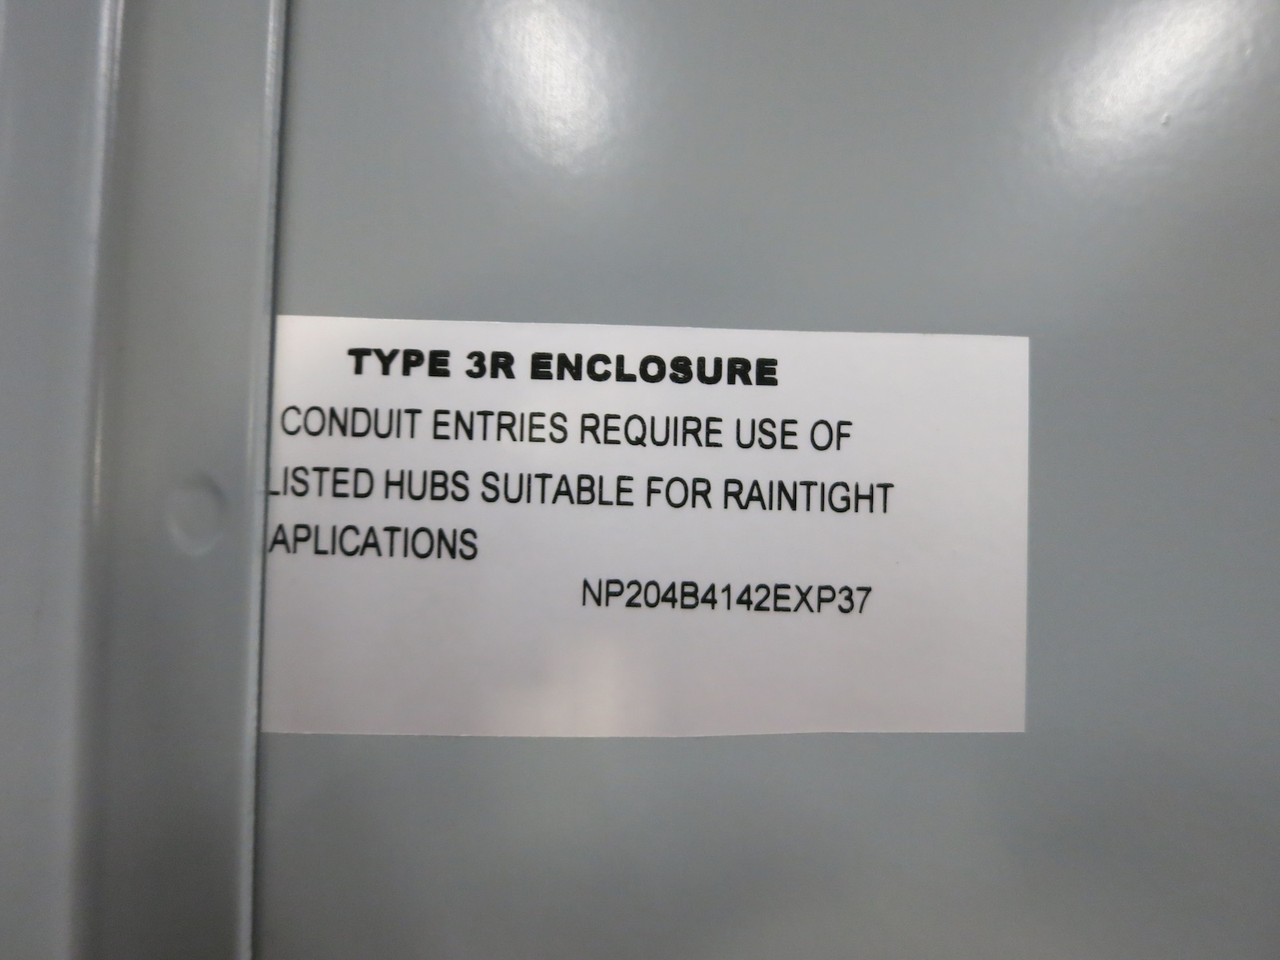 TYPE 3R ENCLOSURE
CONDUIT ENTRIES REQUIRE USE OF
LISTED HUBS SUITABLE FOR RAINTIGHT
APLICATIONS
NP204B4142EXP37